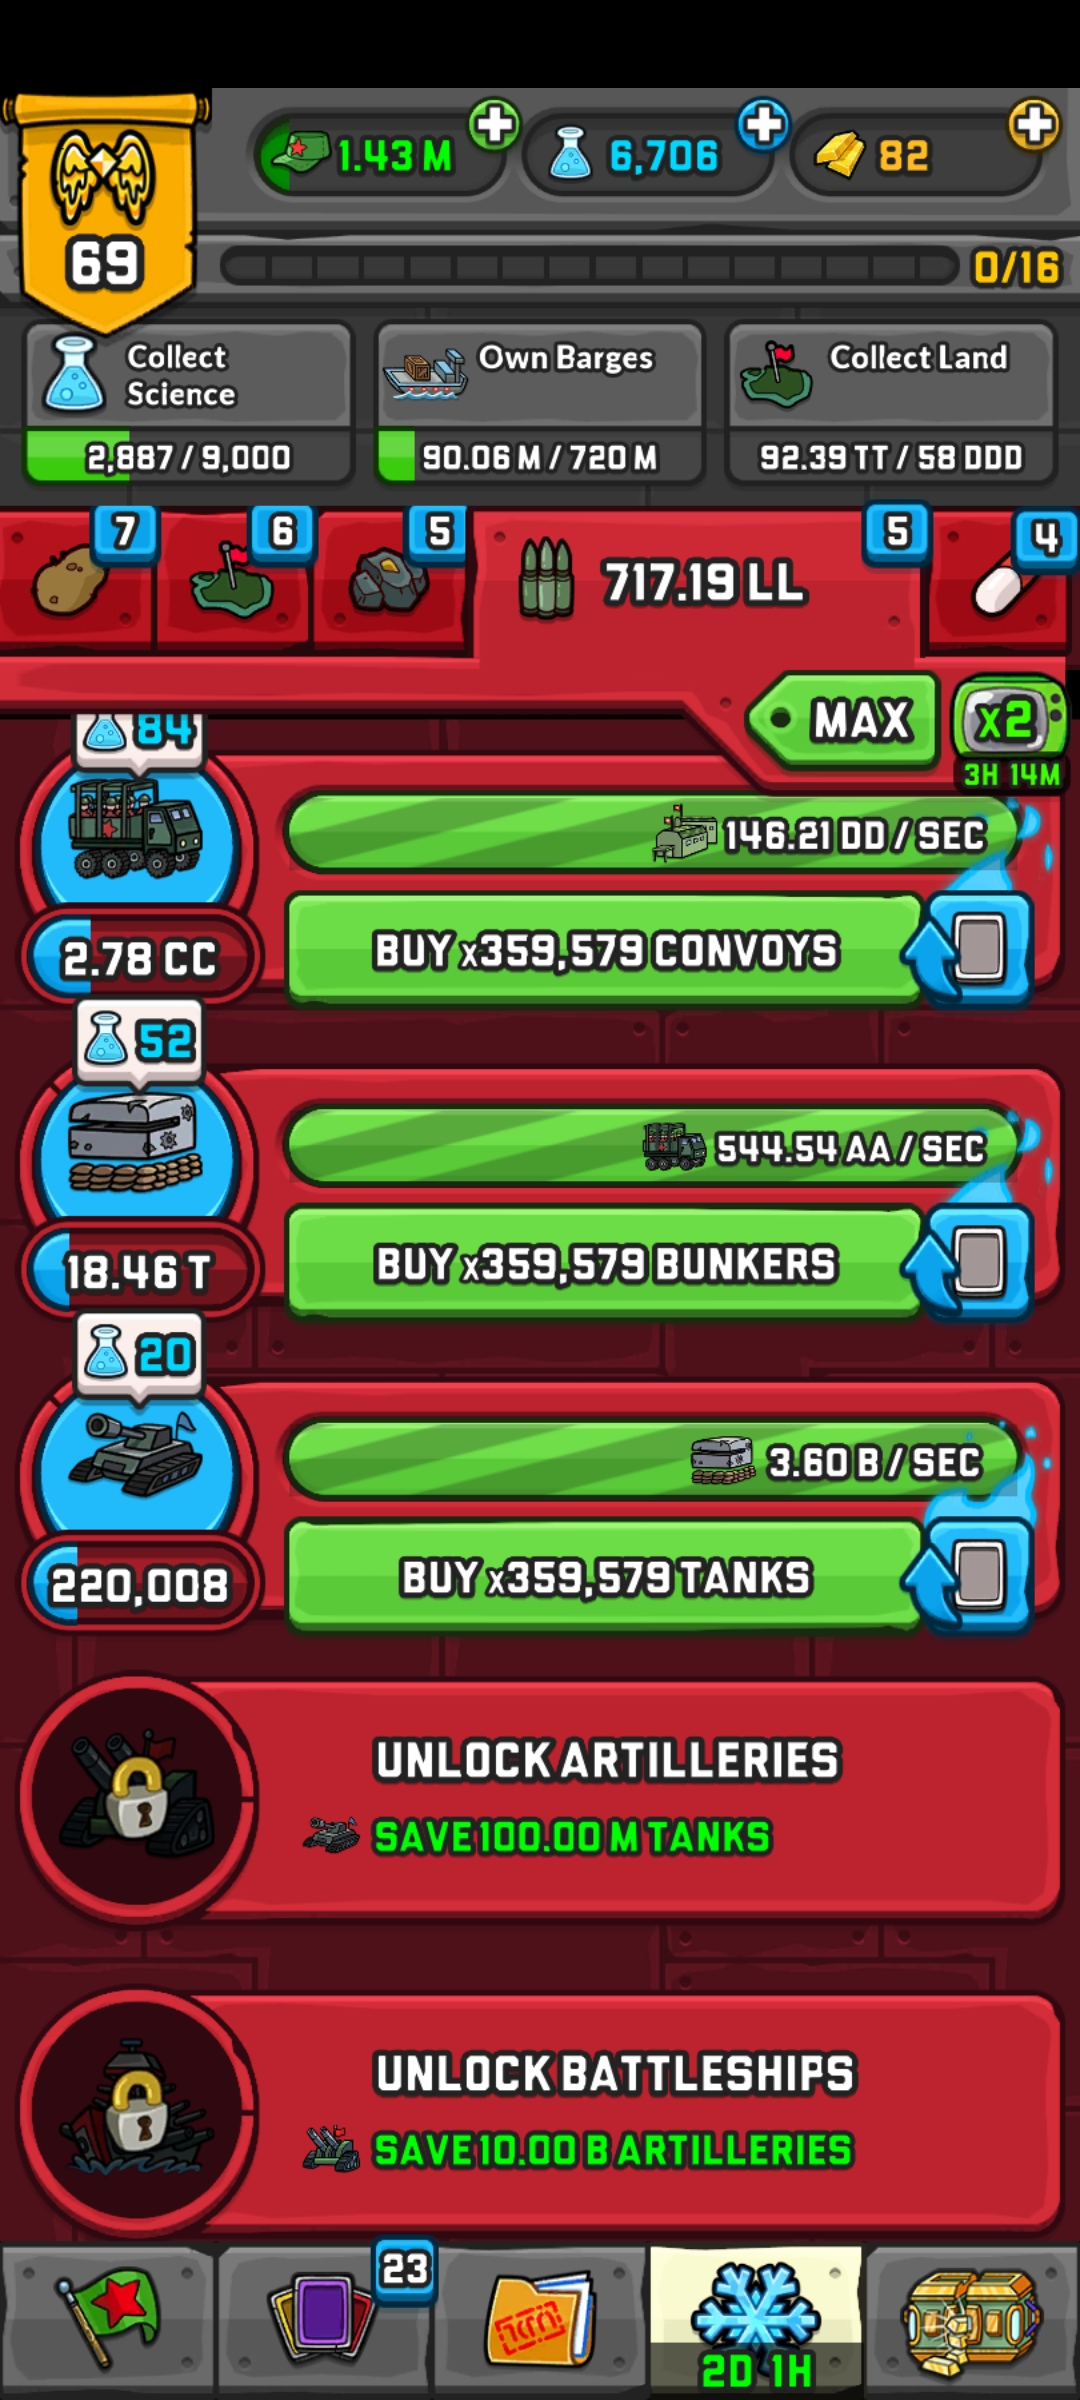 1.43 M
6,706
82
69
0/16
Collect
Science
2,887 / 9,000
Own Barges
90.06 M / 720 M
Collect Land
92.39 TT / 58 DDD
7
6
5
717.19 LL
5
4
MAX
x2
3H 14M
84
146.21 DD / SEC
2.78 CC
BUY x359,579 CONVOYS
52
544.54 AA / SEC
18.46 T
BUY x359,579 BUNKERS
20
3.60 B / SEC
220,008
BUY x359,579 TANKS
UNLOCK ARTILLERIES
SAVE 100.00 M TANKS
UNLOCK BATTLESHIPS
SAVE 10.00 B ARTILLERIES
23
2D 1H